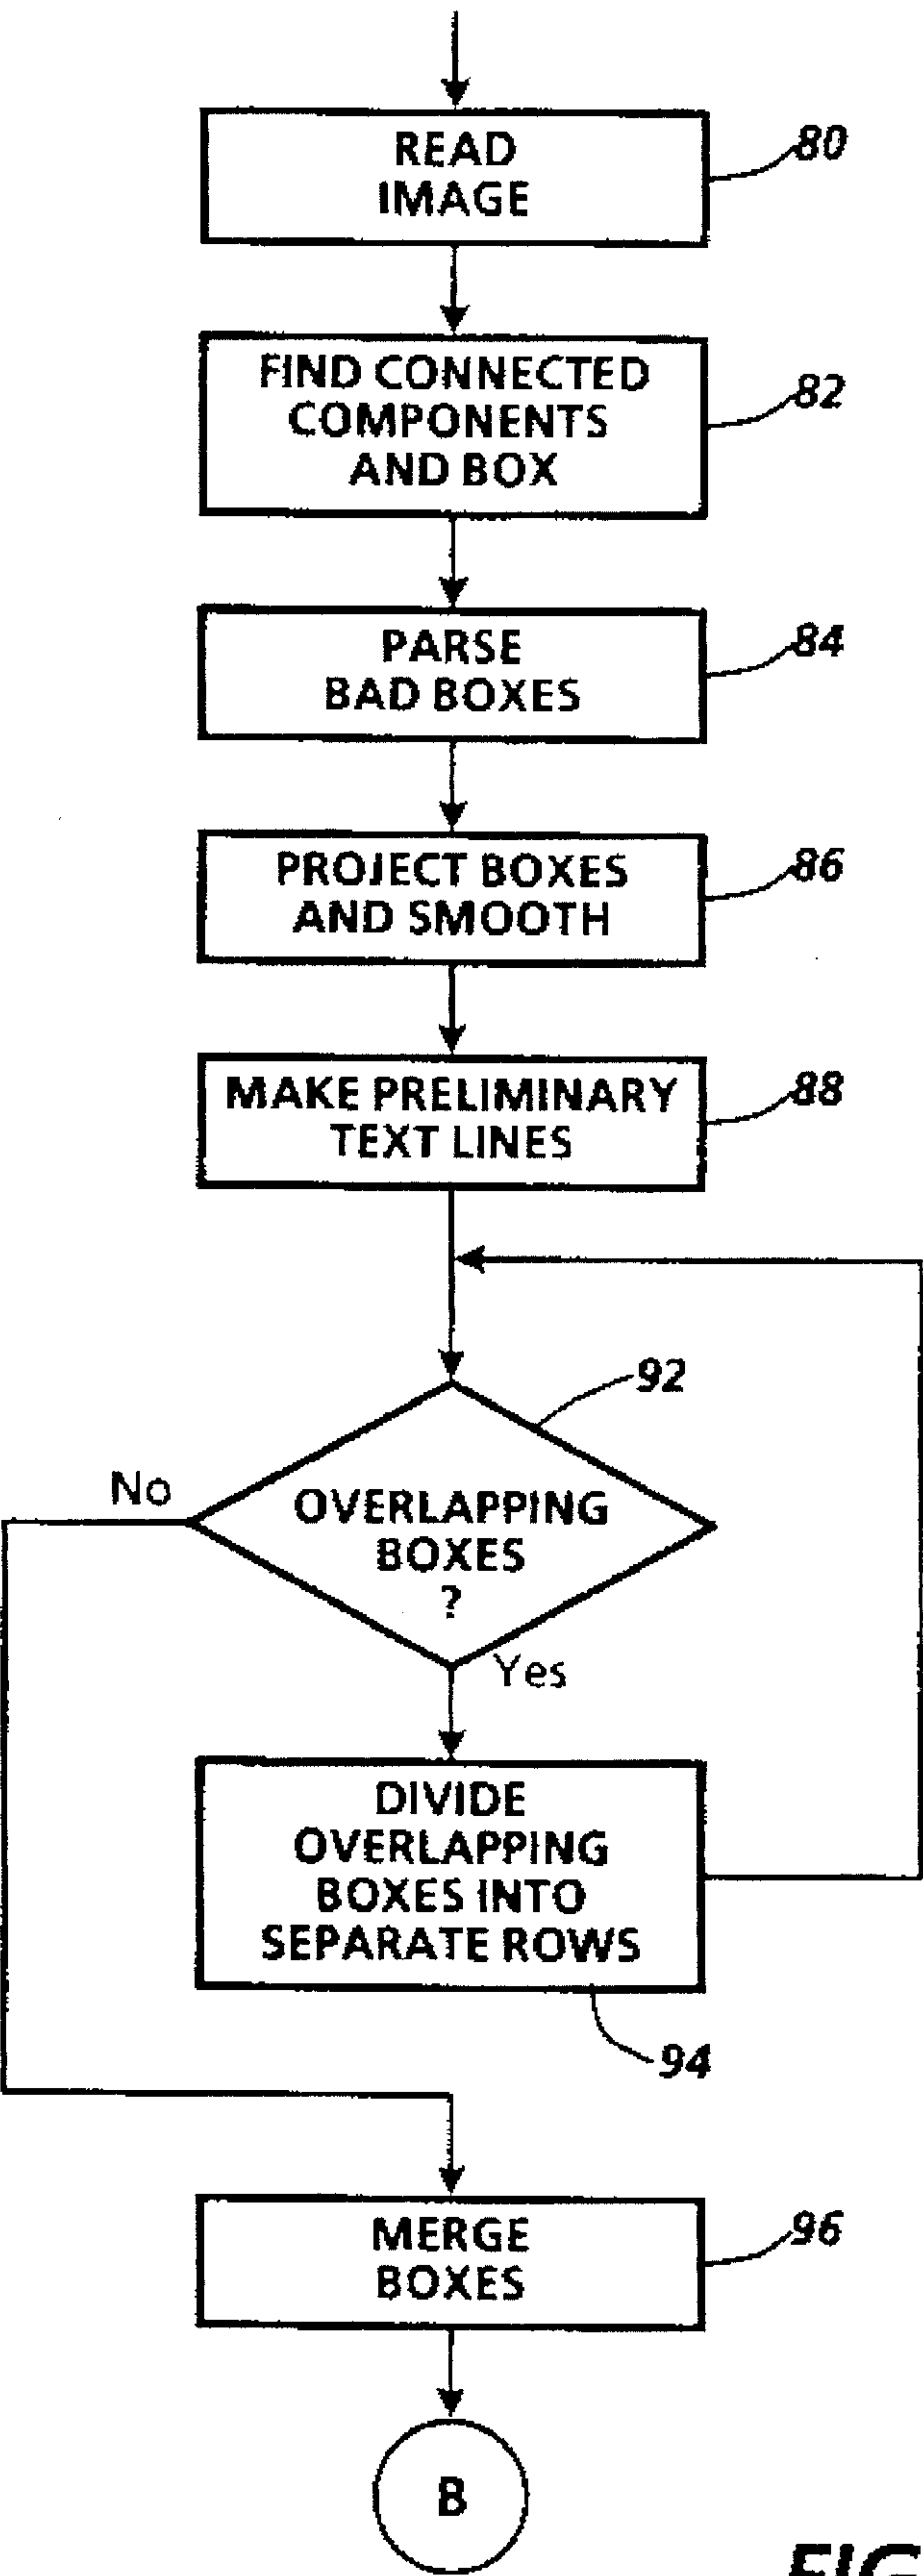 READ
IMAGE
80
FIND CONNECTED
COMPONENTS
AND BOX
82
PARSE
BAD BOXES
84
PROJECT BOXES
AND SMOOTH
86
MAKE PRELIMINARY
TEXT LINES
88
92
No
OVERLAPPING
BOXES
?
Yes
DIVIDE
OVERLAPPING
BOXES INTO
SEPARATE ROWS
94
MERGE
BOXES
96
B